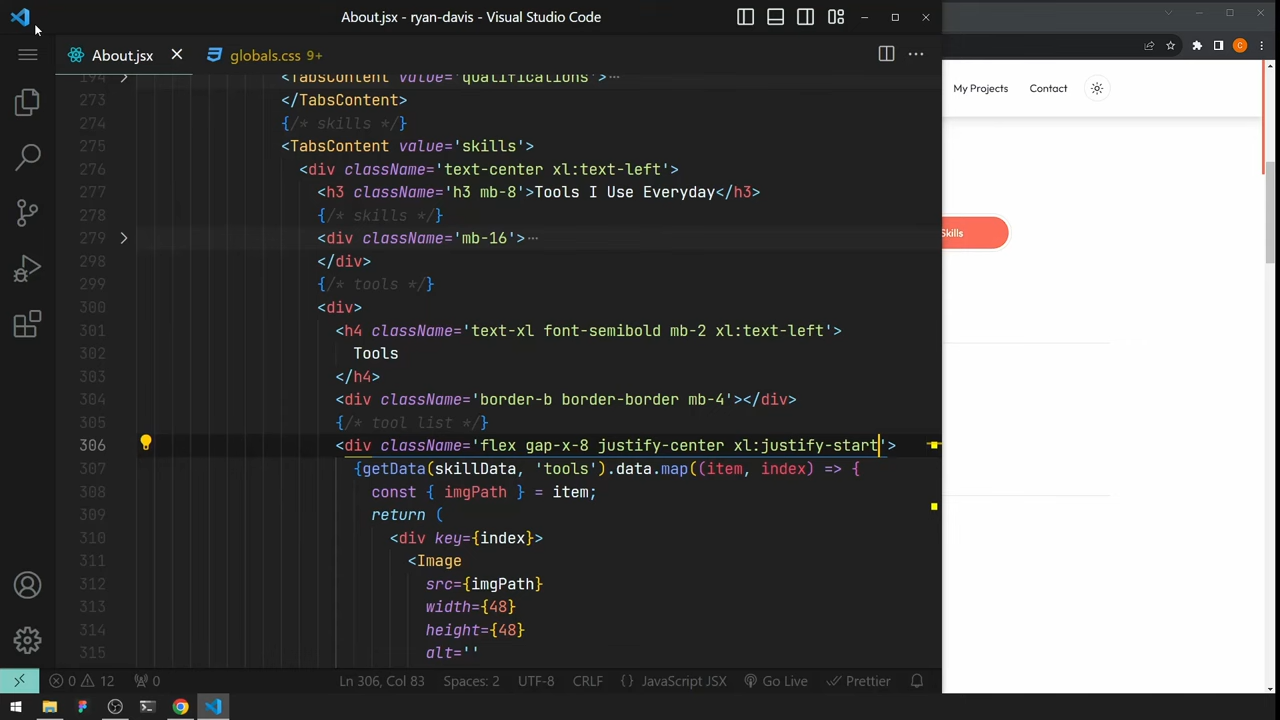 About.jsx - ryan-davis - Visual Studio Code
About.jsx
globals.css 9+
194 <TabsContent value='qualifications'>…
273 </TabsContent>
274 {/* skills */}
275 <TabsContent value='skills'>
276 <div className='text-center xl:text-left'>
277 <h3 className='h3 mb-8'>Tools I Use Everyday</h3>
278 {/* skills */}
279 <div className='mb-16'>…
298 </div>
299 {/* tools */}
300 <div>
301 <h4 className='text-xl font-semibold mb-2 xl:text-left'>
302 Tools
303 </h4>
304 <div className='border-b border-border mb-4'></div>
305 {/* tool list */}
306 <div className='flex gap-x-8 justify-center xl:justify-start'>
307 {getData(skillData, 'tools').data.map((item, index) => {
308 const { imgPath } = item;
309 return (
310 <div key={index}>
311 <Image
312 src={imgPath}
313 width={48}
314 height={48}
315 alt=''
0 12 0 Ln 306, Col 83 Spaces: 2 UTF-8 CRLF {} JavaScript JSX Go Live Prettier
C
My Projects Contact
Skills